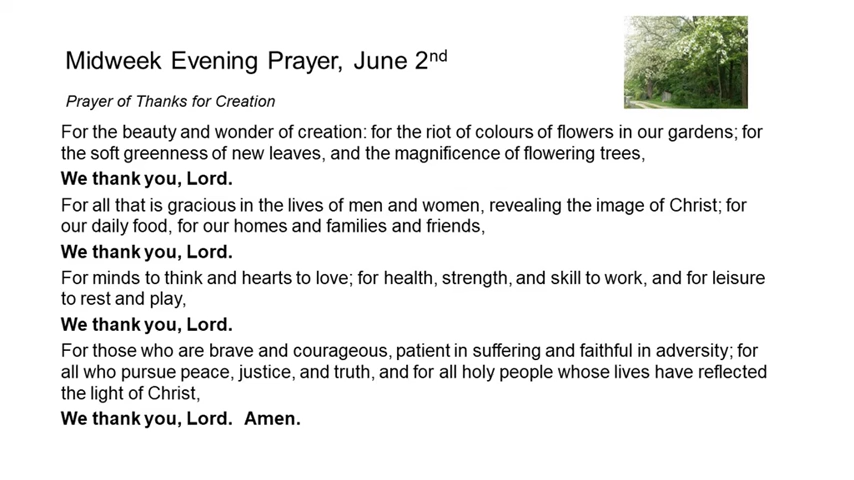 Midweek Evening Prayer, June 2nd
Prayer of Thanks for Creation
For the beauty and wonder of creation: for the riot of colours of flowers in our gardens; for
the soft greenness of new leaves, and the magnificence of flowering trees,
We thank you, Lord.
For all that is gracious in the lives of men and women, revealing the image of Christ; for
our daily food, for our homes and families and friends,
We thank you, Lord.
For minds to think and hearts to love; for health, strength, and skill to work, and for leisure
to rest and play,
We thank you, Lord.
For those who are brave and courageous, patient in suffering and faithful in adversity; for
all who pursue peace, justice, and truth, and for all holy people whose lives have reflected
the light of Christ,
We thank you, Lord. Amen.